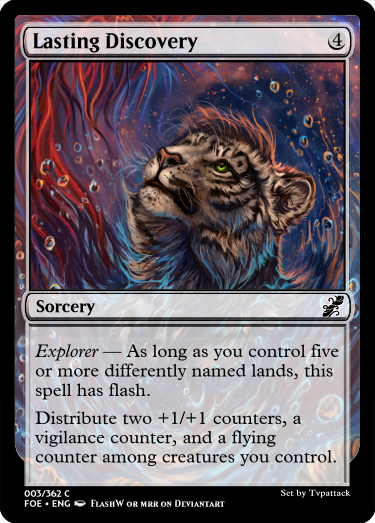 Lasting Discovery 4
Sorcery
Explorer — As long as you control five
or more differently named lands, this
spell has flash.
Distribute two +1/+1 counters, a
vigilance counter, and a flying
counter among creatures you control.
003/362 C
FOE • ENG FLASHW OR MRR ON DEVIANTART
Set by Tvpattack